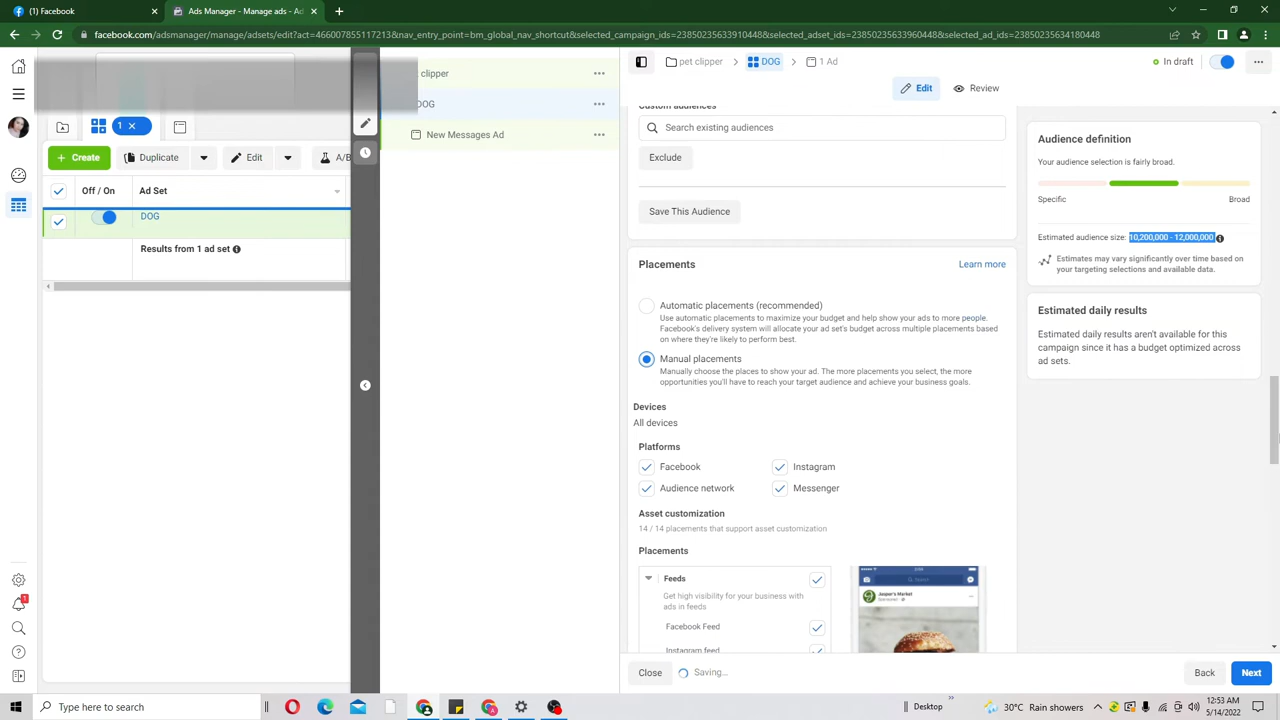 (1) Facebook
Ads Manager - Manage ads - Ad
facebook.com/adsmanager/manage/adsets/edit?act=466007185573918&nav_entry_point=bm_global_nav_shortcut&selected_campaign_ids=23850235633910448&selected_adset_ids=23850235633960448&selected_ad_ids=23850235634180448
clipper
DOG
New Messages Ad
1
Create
Duplicate
Edit
A/B
Off / On
Ad Set
DOG
Results from 1 ad set
pet clipper
DOG
1 Ad
In draft
Edit
Review
Custom audiences
Search existing audiences
Exclude
Save This Audience
Placements
Learn more
Automatic placements (recommended)
Use automatic placements to maximize your budget and help show your ads to more people.
Facebook's delivery system will allocate your ad set's budget across multiple placements based
on where they're likely to perform best.
Manual placements
Manually choose the places to show your ad. The more placements you select, the more
opportunities you'll have to reach your target audience and achieve your business goals.
Devices
All devices
Platforms
Facebook
Instagram
Audience network
Messenger
Asset customization
14 / 14 placements that support asset customization
Placements
Feeds
Get high visibility for your business with
ads in feeds
Facebook Feed
Instagram feed
Search
Jasper's Market
Audience definition
Your audience selection is fairly broad.
Specific
Broad
Estimated audience size: 10,200,000 - 12,000,000
Estimates may vary significantly over time based on
your targeting selections and available data.
Estimated daily results
Estimated daily results aren't available for this
campaign since it has a budget optimized across
ad sets.
Close
Saving...
Back
Next
Type here to search
Desktop
30°C Rain showers
12:53 AM
5/14/2022